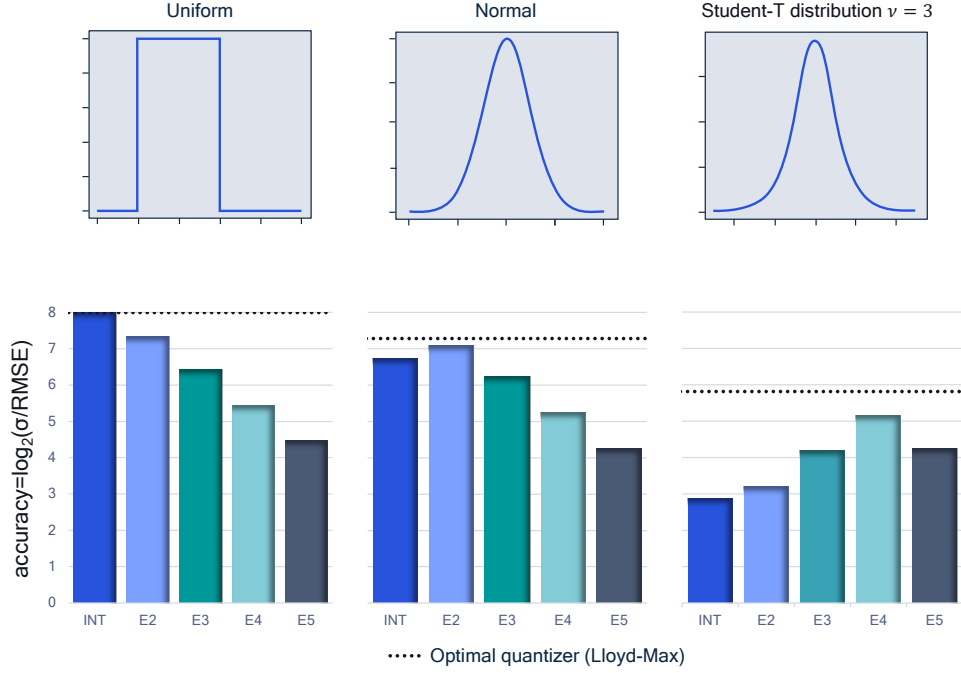 Uniform
Normal
Student-T distribution ν = 3
accuracy=log₂(σ/RMSE)
8
7
6
5
4
3
2
1
0
INT E2 E3 E4 E5
INT E2 E3 E4 E5
INT E2 E3 E4 E5
Optimal quantizer (Lloyd-Max)